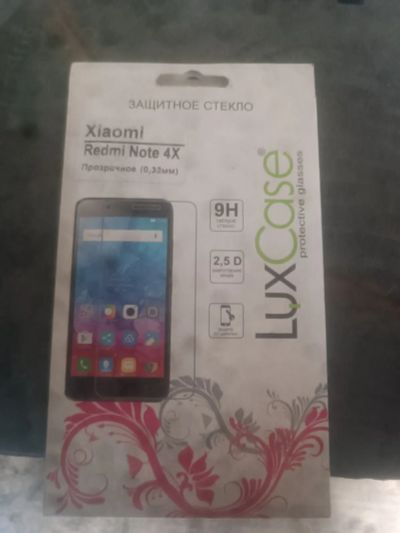 ЗАЩИТНОЕ СТЕКЛО
Xiaomi
Redmi Note 4X
Прозрачное (0,33мм)
9H
2,5 D
LuxCase®
protective glasses